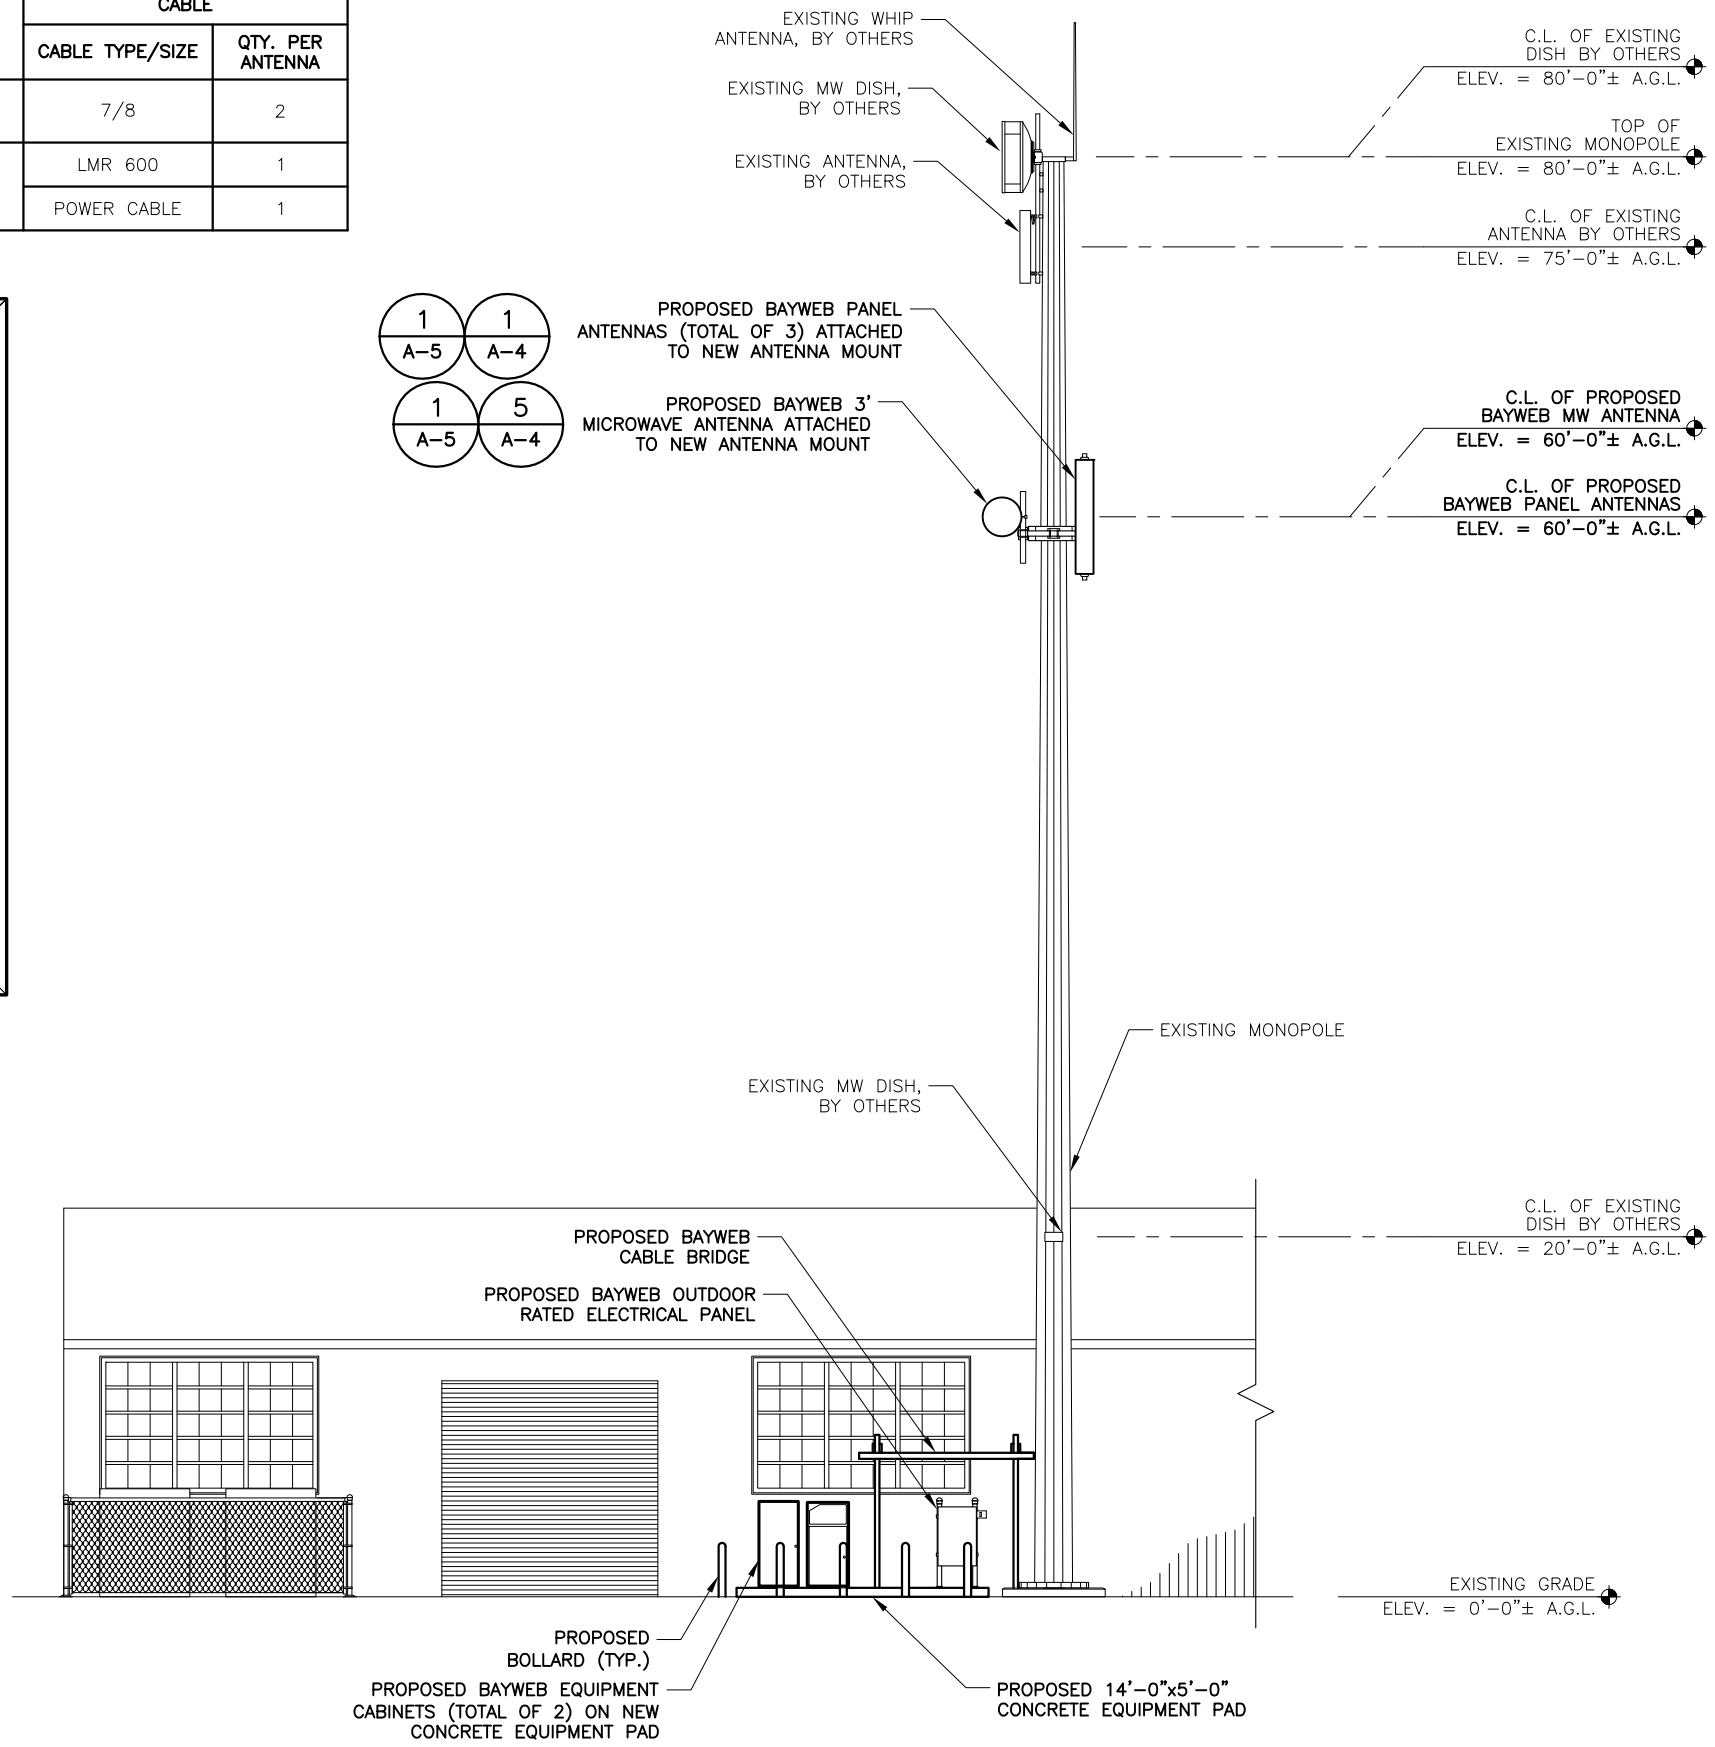 CABLE
CABLE TYPE/SIZE
QTY. PER
ANTENNA
7/8
2
LMR 600
1
POWER CABLE
1
EXISTING WHIP
ANTENNA, BY OTHERS
EXISTING MW DISH,
BY OTHERS
EXISTING ANTENNA,
BY OTHERS
C.L. OF EXISTING
DISH BY OTHERS
ELEV. = 80'-0"± A.G.L.
TOP OF
EXISTING MONOPOLE
ELEV. = 80'-0"± A.G.L.
C.L. OF EXISTING
ANTENNA BY OTHERS
ELEV. = 75'-0"± A.G.L.
1
A-5
1
A-4
PROPOSED BAYWEB PANEL
ANTENNAS (TOTAL OF 3) ATTACHED
TO NEW ANTENNA MOUNT
1
A-5
5
A-4
PROPOSED BAYWEB 3'
MICROWAVE ANTENNA ATTACHED
TO NEW ANTENNA MOUNT
C.L. OF PROPOSED
BAYWEB MW ANTENNA
ELEV. = 60'-0"± A.G.L.
C.L. OF PROPOSED
BAYWEB PANEL ANTENNAS
ELEV. = 60'-0"± A.G.L.
EXISTING MONOPOLE
EXISTING MW DISH,
BY OTHERS
C.L. OF EXISTING
DISH BY OTHERS
ELEV. = 20'-0"± A.G.L.
PROPOSED BAYWEB
CABLE BRIDGE
PROPOSED BAYWEB OUTDOOR
RATED ELECTRICAL PANEL
EXISTING GRADE
ELEV. = 0'-0"± A.G.L.
PROPOSED
BOLLARD (TYP.)
PROPOSED BAYWEB EQUIPMENT
CABINETS (TOTAL OF 2) ON NEW
CONCRETE EQUIPMENT PAD
PROPOSED 14'-0"x5'-0"
CONCRETE EQUIPMENT PAD